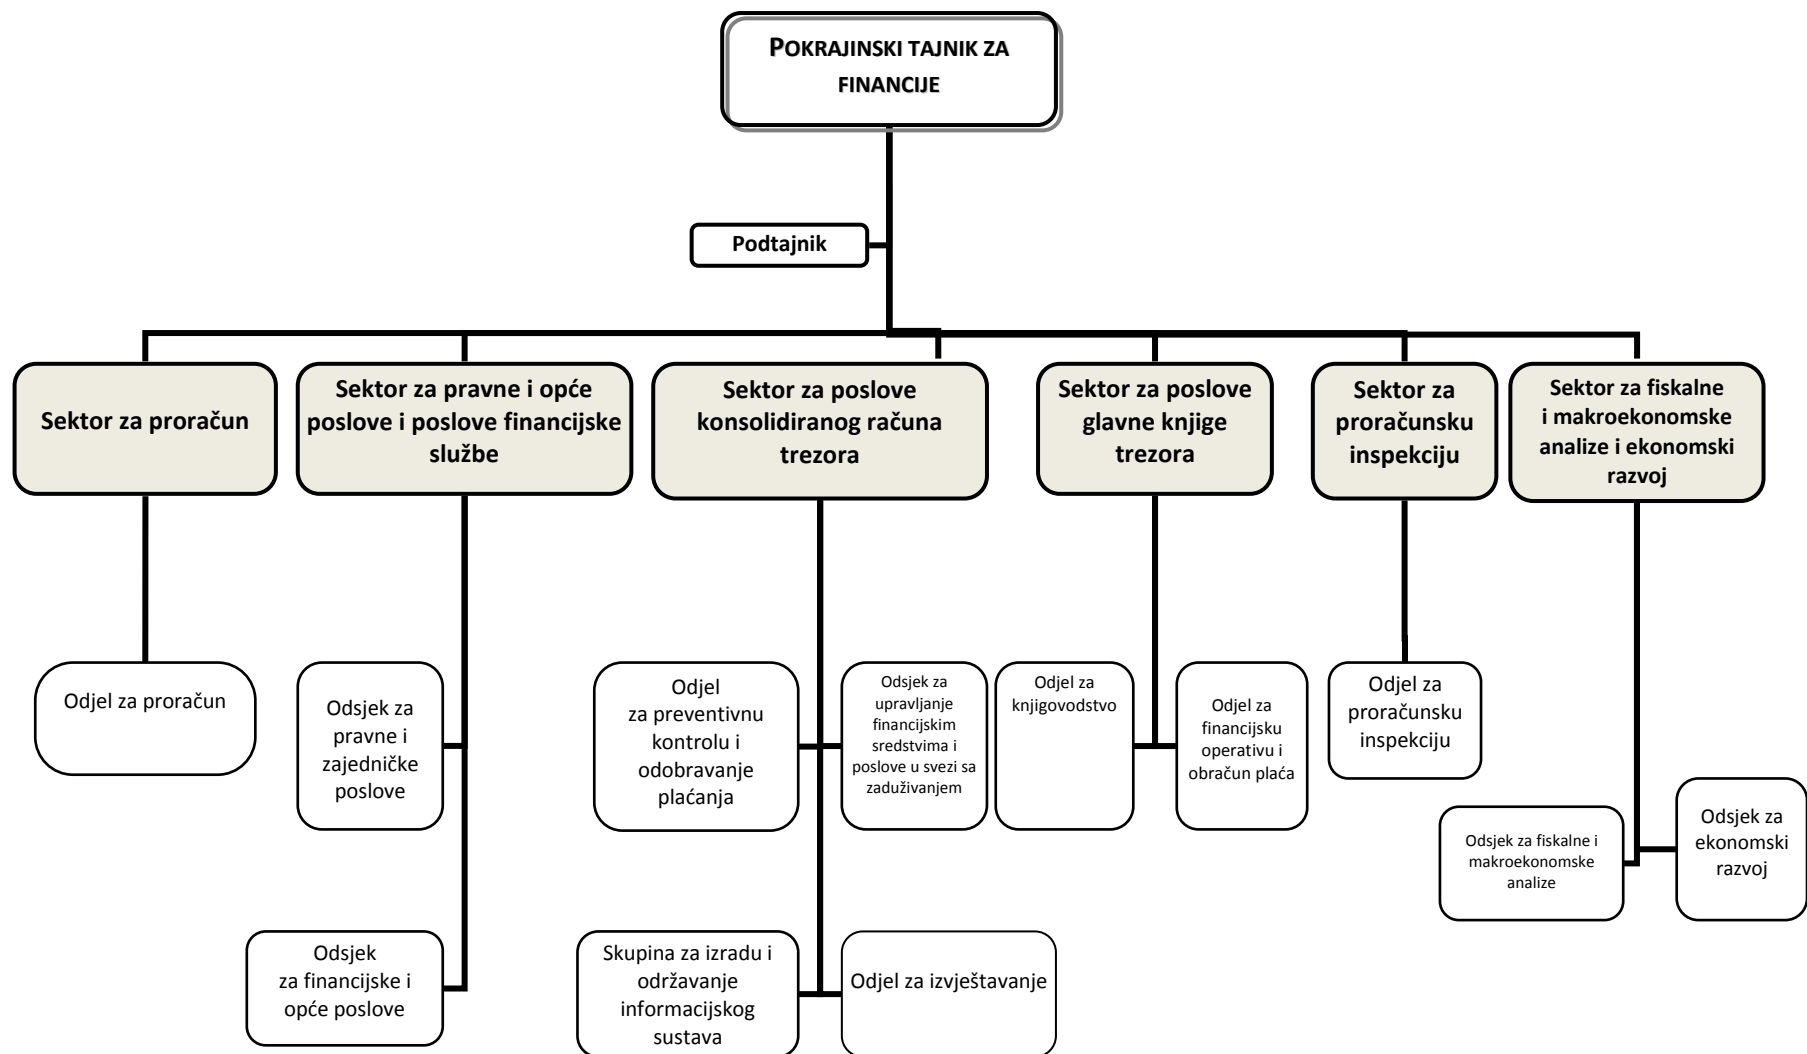 POKRAJINSKI TAJNIK ZA
FINANCIJE
Podtajnik
Sektor za proračun
Sektor za pravne i opće
poslove i poslove financijske
službe
Sektor za poslove
konsolidiranog računa
trezora
Sektor za poslove
glavne knjige
trezora
Sektor za
proračunsku
inspekciju
Sektor za fiskalne
i makroekonomske
analize i ekonomski
razvoj
Odjel za proračun
Odsjek za
pravne i
zajedničke
poslove
Odjel
za preventivnu
kontrolu i
odobravanje
plaćanja
Odsjek za
upravljanje
financijskim
sredstvima i
poslove u svezi sa
zaduživanjem
Odjel za
knjigovodstvo
Odjel za
financijsku
operativu i
obračun plaća
Odjel za
proračunsku
inspekciju
Odsjek za fiskalne i
makroekonomske
analize
Odsjek za
ekonomski
razvoj
Odsjek
za financijske i
opće poslove
Skupina za izradu i
održavanje
informacijskog
sustava
Odjel za izvještavanje